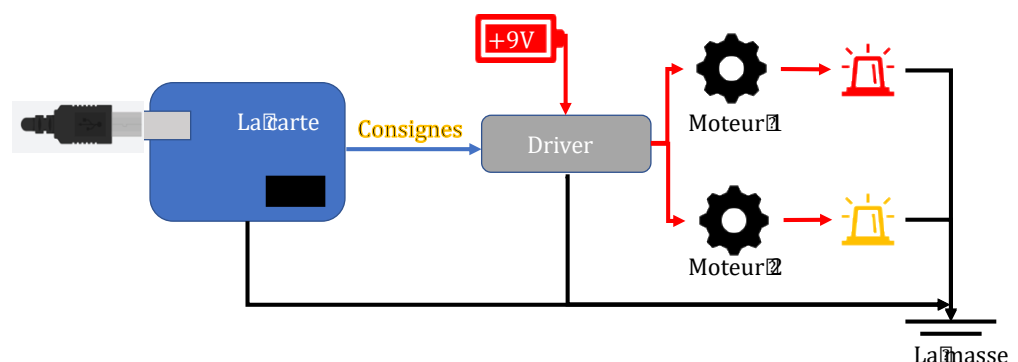 +9V
La carte
Consignes
Driver
Moteur 1
Moteur 2
La masse